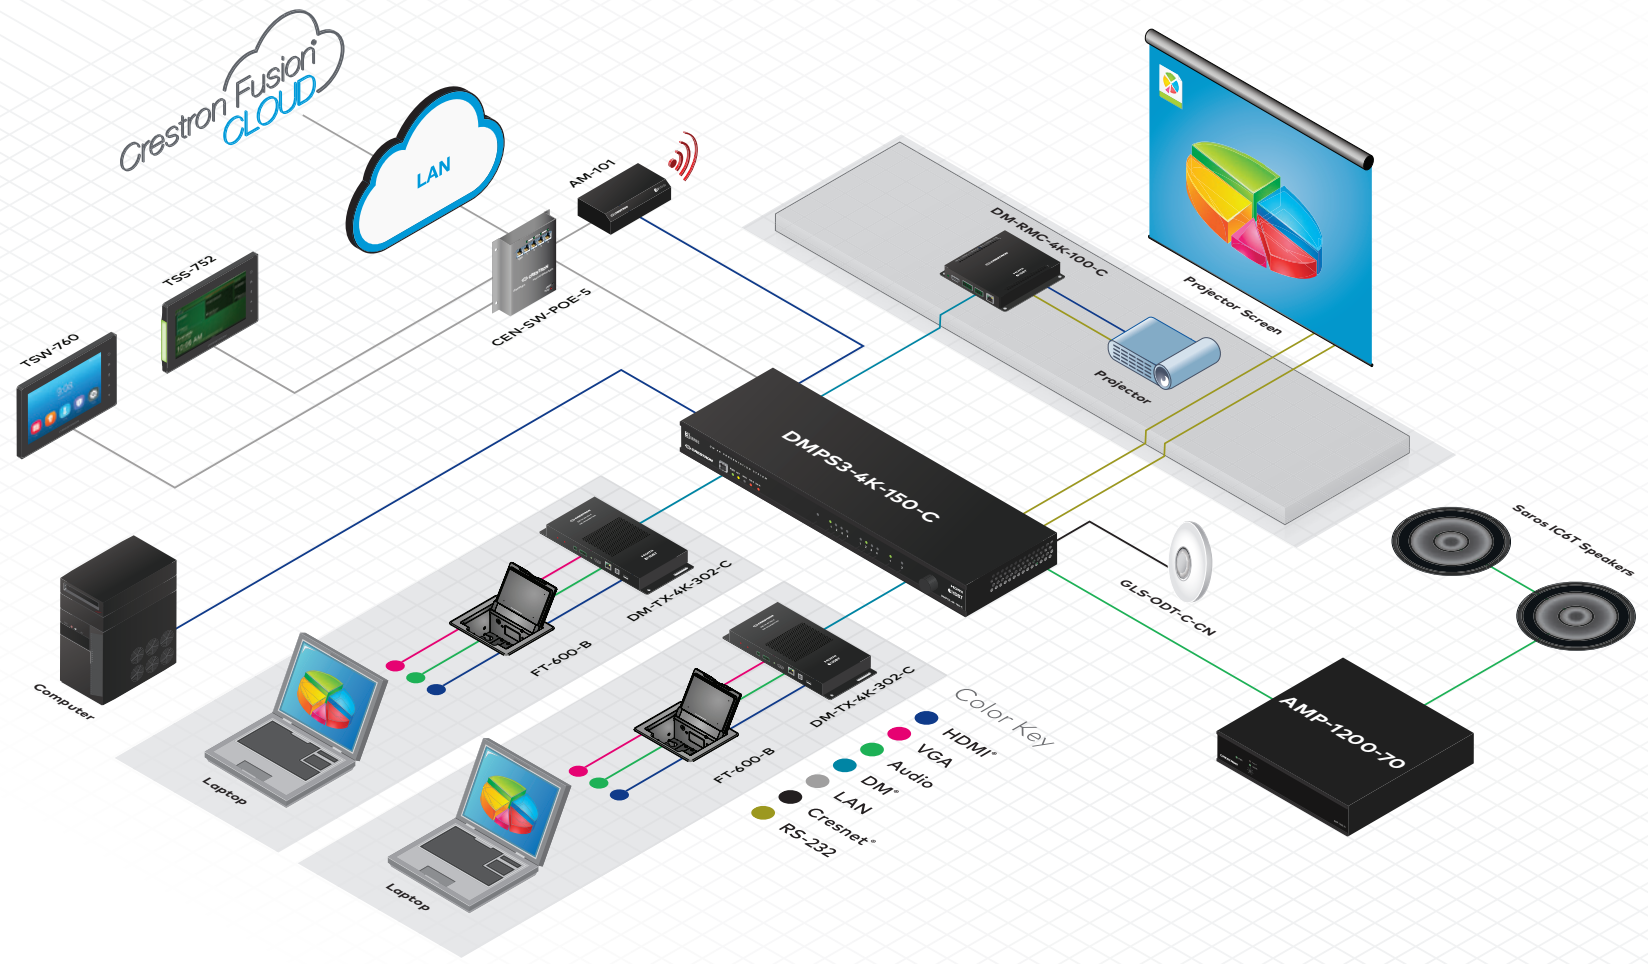 Crestron Fusion®
CLOUD
LAN
AM-101
TSS-752
TSW-760
CEN-SW-POE-5
DM-RMC-4K-100-C
Projector Screen
Projector
DMPS3-4K-150-C
CRESTRON
GLS-ODT-C-CN
Saros IC6T Speakers
AMP-1200-70
Computer
DM-TX-4K-302-C
FT-600-B
Laptop
DM-TX-4K-302-C
FT-600-B
Laptop
Color Key
HDMI®
VGA
Audio
DM®
LAN
Cresnet®
RS-232